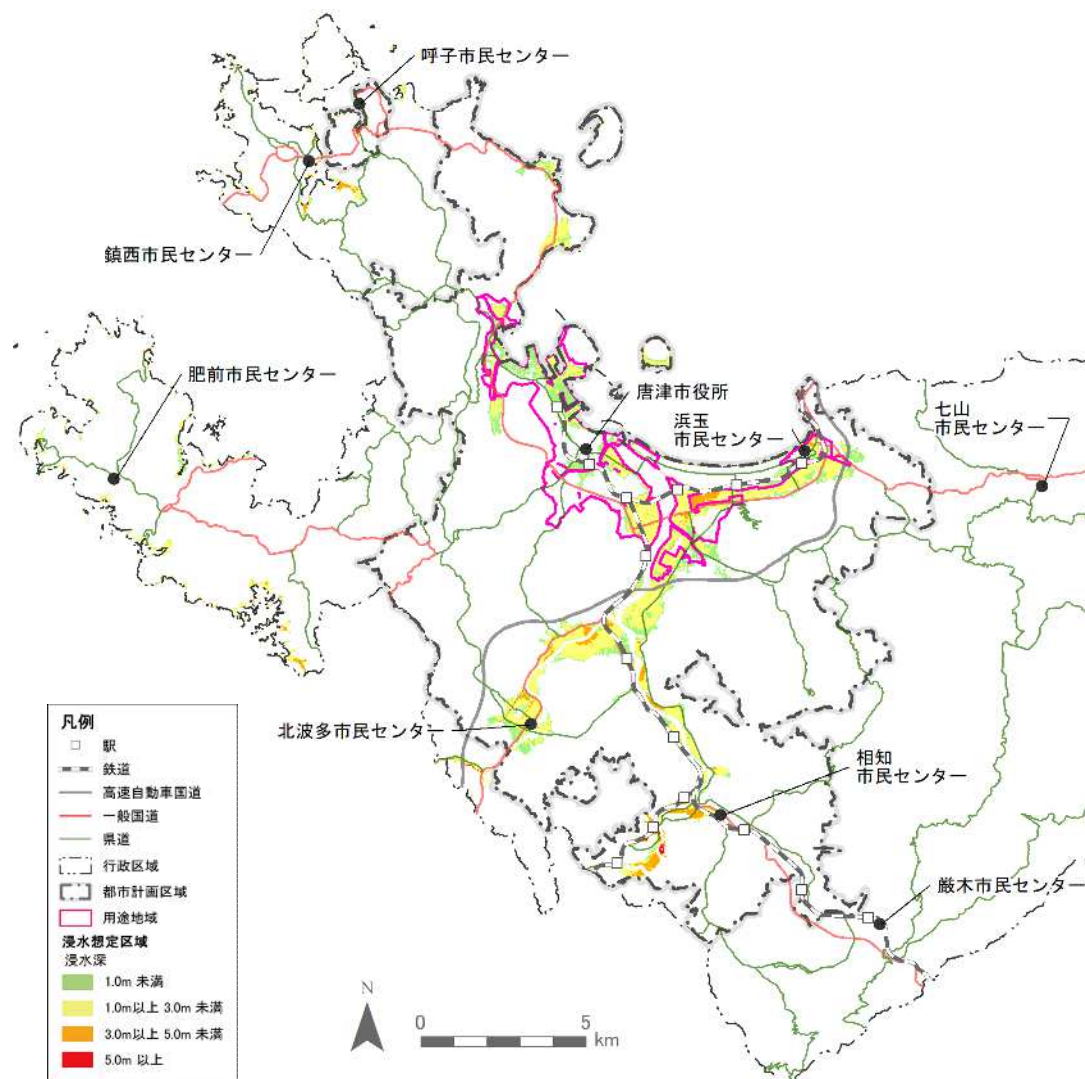 呼子市民センター
鎮西市民センター
肥前市民センター
唐津市役所
浜玉
市民センター
七山
市民センター
北波多市民センター
相知
市民センター
厳木市民センター
凡例
駅
鉄道
高速自動車国道
一般国道
県道
行政区域
都市計画区域
用途地域
浸水想定区域
浸水深
1.0m 未満
1.0m以上 3.0m 未満
3.0m以上 5.0m 未満
5.0m 以上
N
0 5
km